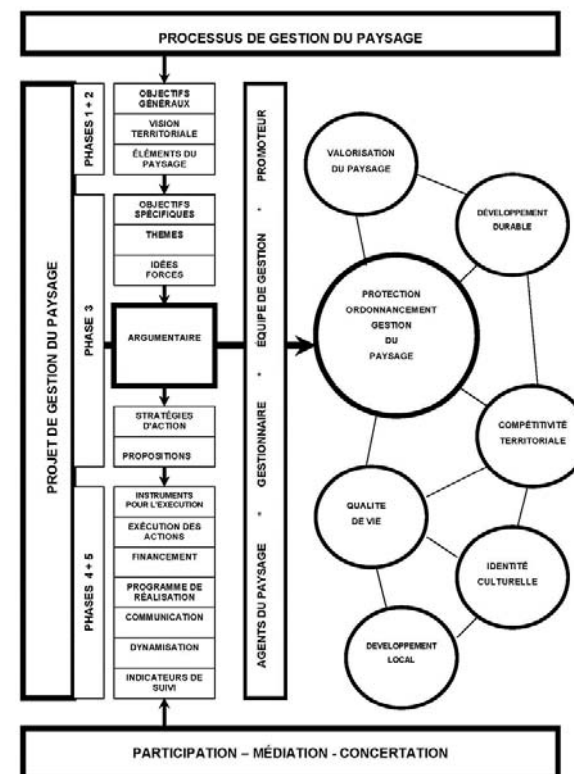 PROCESSUS DE GESTION DU PAYSAGE
PROJET DE GESTION DU PAYSAGE
PHASES 1 + 2
OBJECTIFS
GÉNÉRAUX
VISION
TERRITORIALE
ÉLÉMENTS DU
PAYSAGE
PHASE 3
OBJECTIFS
SPÉCIFIQUES
THEMES
IDÉES
FORCES
ARGUMENTAIRE
STRATÉGIES
D'ACTION
PROPOSITIONS
PHASES 4 + 5
INSTRUMENTS
POUR L'EXECUTION
EXÉCUTION DES
ACTIONS
FINANCEMENT
PROGRAMME DE
RÉALISATION
COMMUNICATION
DYNAMISATION
INDICATEURS DE
SUIVI
AGENTS DU PAYSAGE * GESTIONNAIRE * ÉQUIPE DE GESTION * PROMOTEUR
VALORISATION
DU PAYSAGE
DÉVELOPPEMENT
DURABLE
PROTECTION
ORDONNANCEMENT
GESTION
DU
PAYSAGE
COMPÉTITIVITÉ
TERRITORIALE
QUALITE
DE VIE
IDENTITÉ
CULTURELLE
DEVELOPPEMENT
LOCAL
PARTICIPATION – MÉDIATION - CONCERTATION